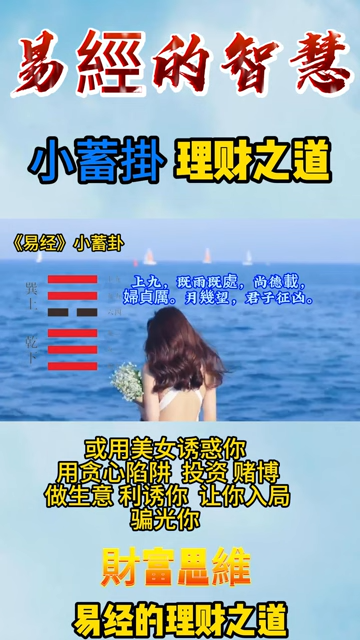 易經的智慧
小蓄掛 理财之道
《易经》小蓄卦
巽上
乾下
上九，既雨既處，尚德載，
婦貞厲。月幾望，君子征凶。
或用美女诱惑你
用贪心陷阱 投资 赌博
做生意 利诱你 让你入局
骗光你
財富思維
易经的理财之道